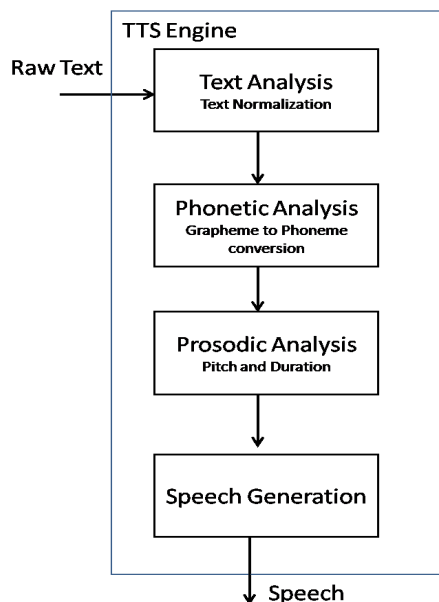 TTS Engine
Raw Text
Text Analysis
Text Normalization
Phonetic Analysis
Grapheme to Phoneme
conversion
Prosodic Analysis
Pitch and Duration
Speech Generation
Speech